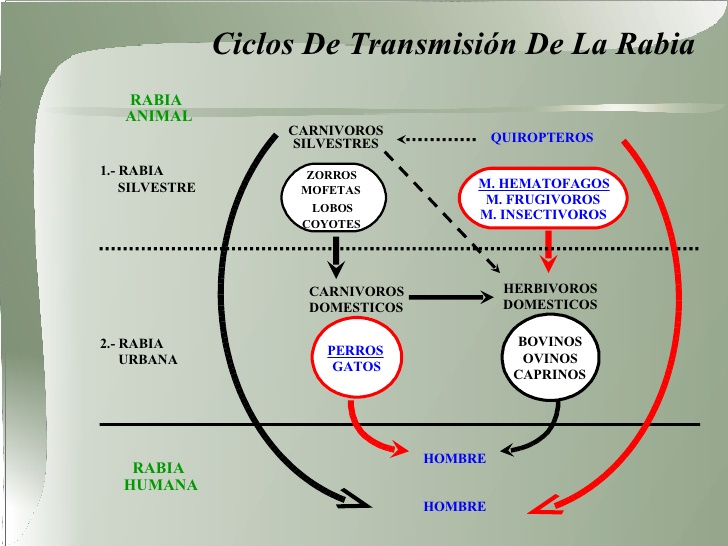 Ciclos De Transmisión De La Rabia
RABIA
ANIMAL
CARNIVOROS
SILVESTRES
QUIROPTEROS
1.- RABIA
SILVESTRE
ZORROS
MOFETAS
LOBOS
COYOTES
M. HEMATOFAGOS
M. FRUGIVOROS
M. INSECTIVOROS
CARNIVOROS
DOMESTICOS
HERBIVOROS
DOMESTICOS
2.- RABIA
URBANA
PERROS
GATOS
BOVINOS
OVINOS
CAPRINOS
RABIA
HUMANA
HOMBRE
HOMBRE